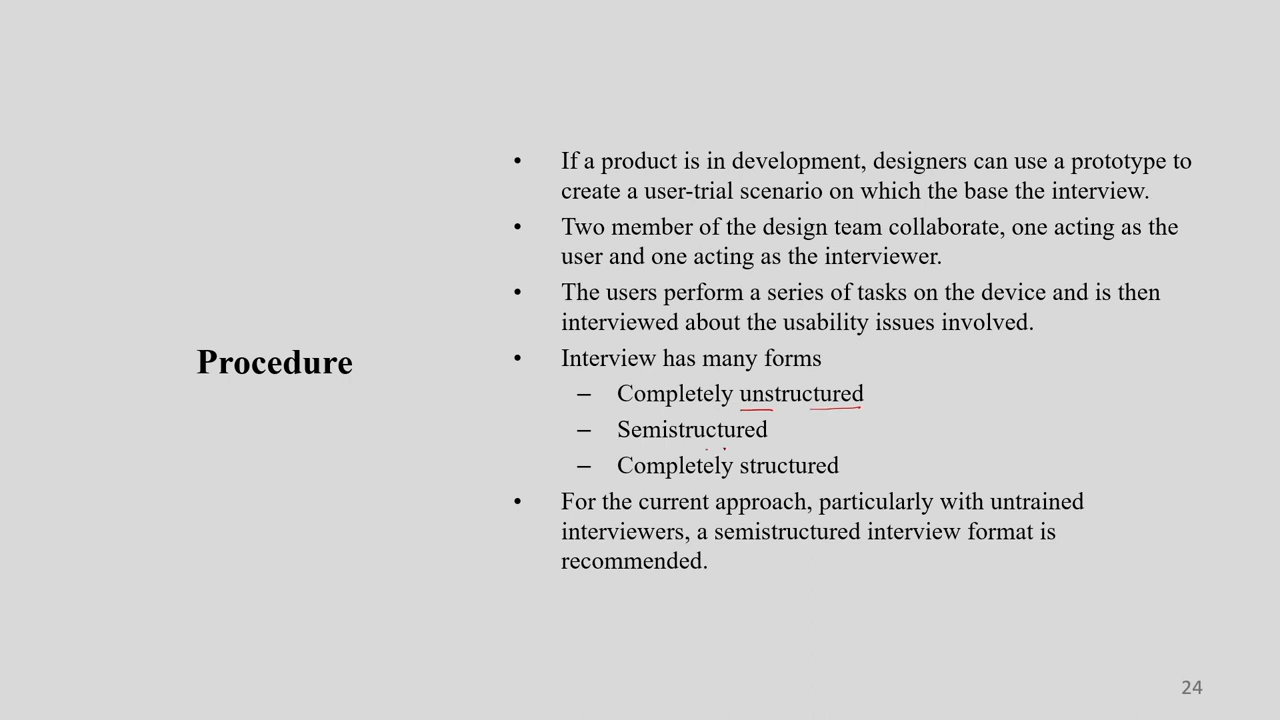 Procedure
• If a product is in development, designers can use a prototype to
create a user-trial scenario on which the base the interview.
• Two member of the design team collaborate, one acting as the
user and one acting as the interviewer.
• The users perform a series of tasks on the device and is then
interviewed about the usability issues involved.
• Interview has many forms
– Completely unstructured
– Semistructured
– Completely structured
• For the current approach, particularly with untrained
interviewers, a semistructured interview format is
recommended.
24